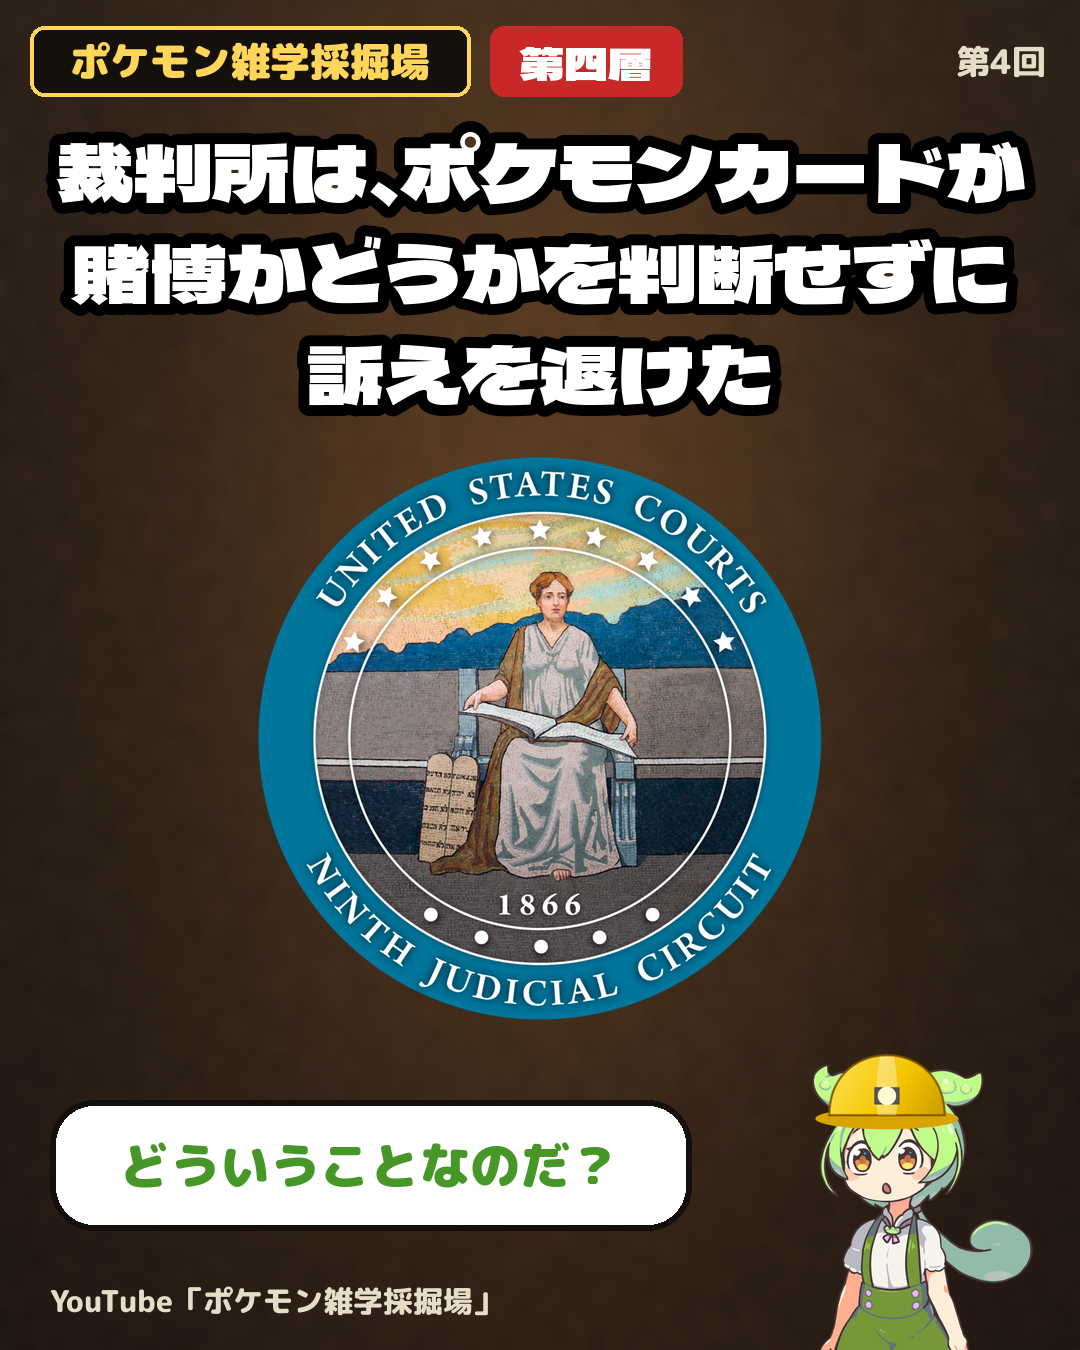 ポケモン雑学採掘場
第四層
第4回
裁判所は、ポケモンカードが
賭博かどうかを判断せずに
訴えを退けた
UNITED STATES COURTS
1866
NINTH JUDICIAL CIRCUIT
どういうことなのだ？
YouTube「ポケモン雑学採掘場」